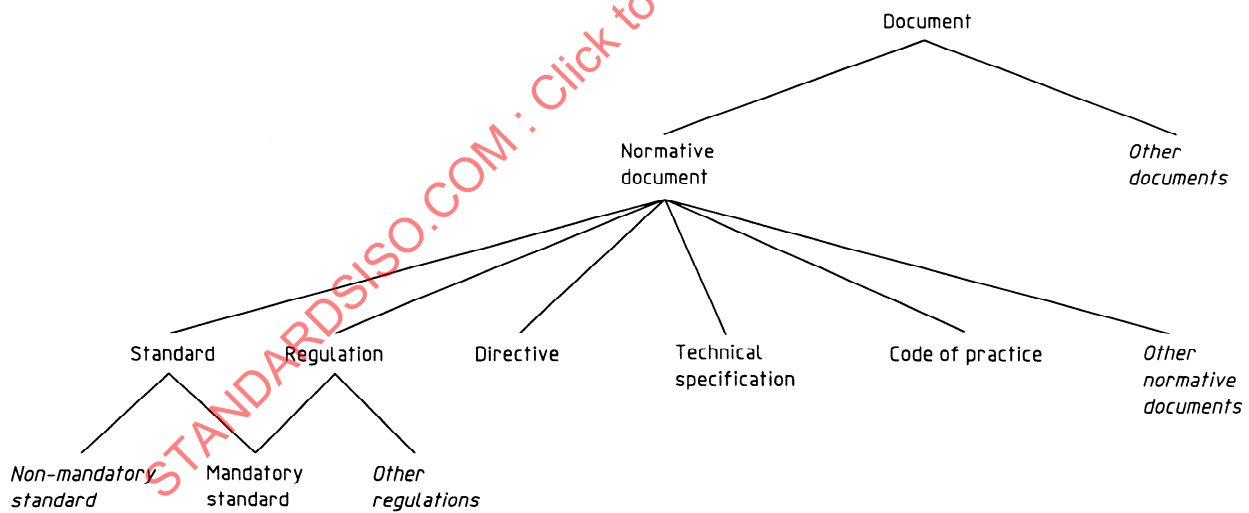 Document
Normative
document
Other
documents
Standard
Regulation
Directive
Technical
specification
Code of practice
Other
normative
documents
Non-mandatory
standard
Mandatory
standard
Other
regulations
STANDARDSISO.COM : Click to